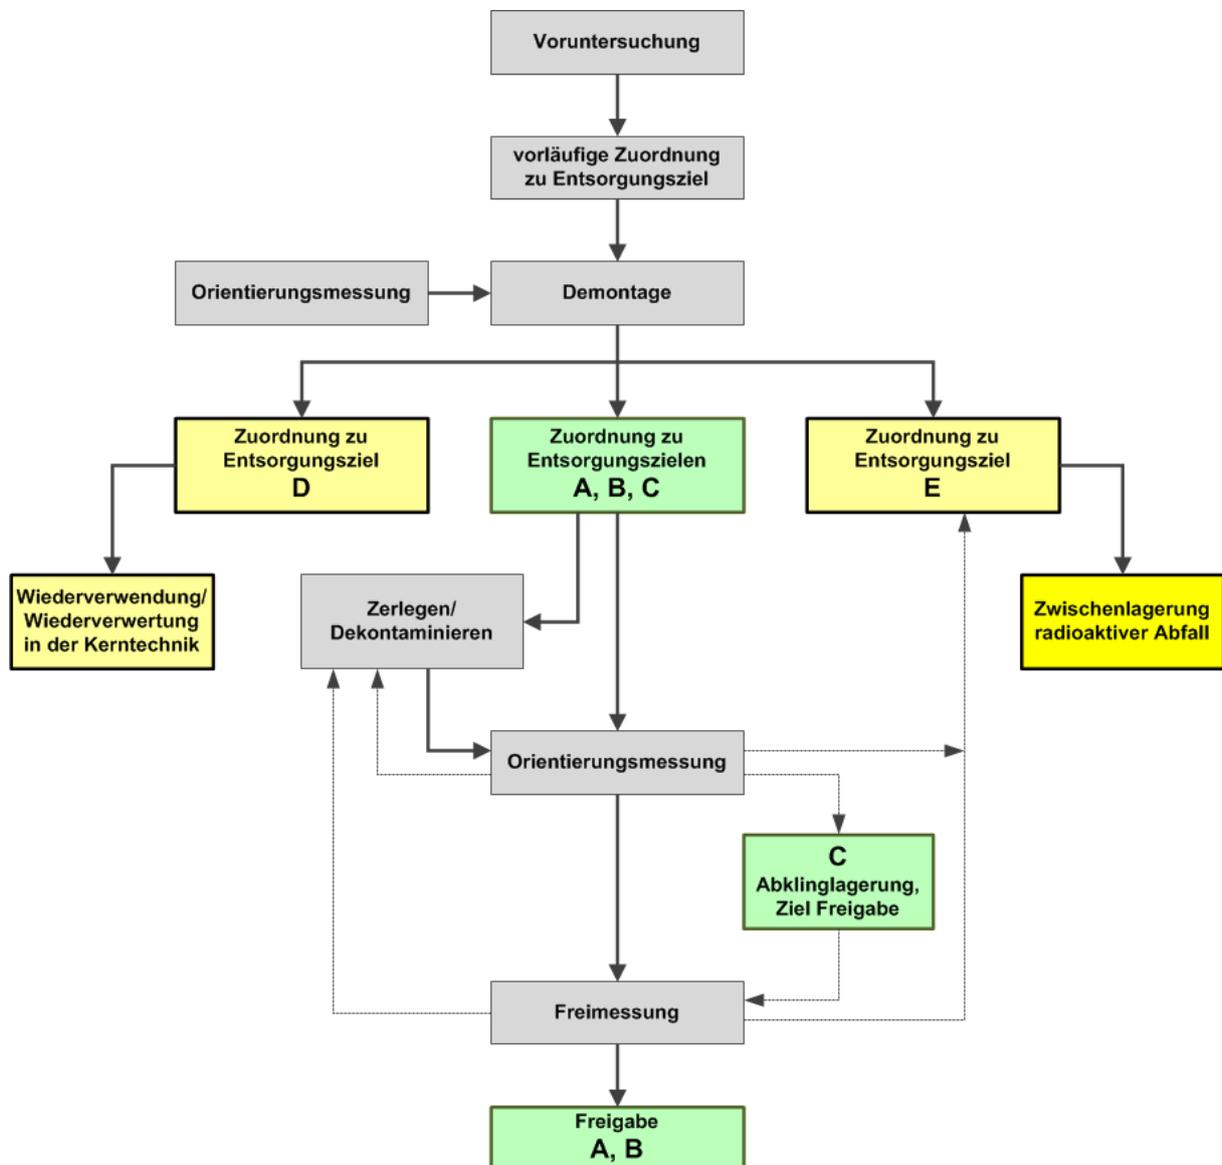 Voruntersuchung
vorläufige Zuordnung
zu Entsorgungsziel
Orientierungsmessung
Demontage
Zuordnung zu
Entsorgungsziel
D
Zuordnung zu
Entsorgungszielen
A, B, C
Zuordnung zu
Entsorgungsziel
E
Wiederverwendung/
Wiederverwertung
in der Kerntechnik
Zerlegen/
Dekontaminieren
Zwischenlagerung
radioaktiver Abfall
Orientierungsmessung
C
Abklinglagerung,
Ziel Freigabe
Freimessung
Freigabe
A, B